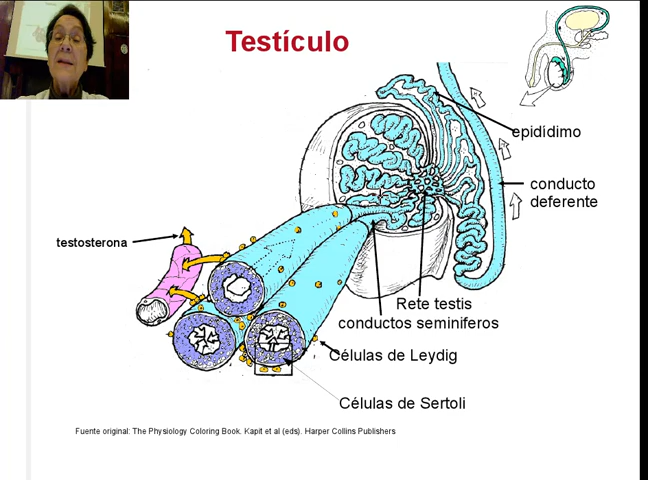 Testículo
epidídimo
conducto
deferente
testosterona
Rete testis
conductos seminiferos
Células de Leydig
Células de Sertoli
Fuente original: The Physiology Coloring Book. Kapit et al (eds). Harper Collins Publishers